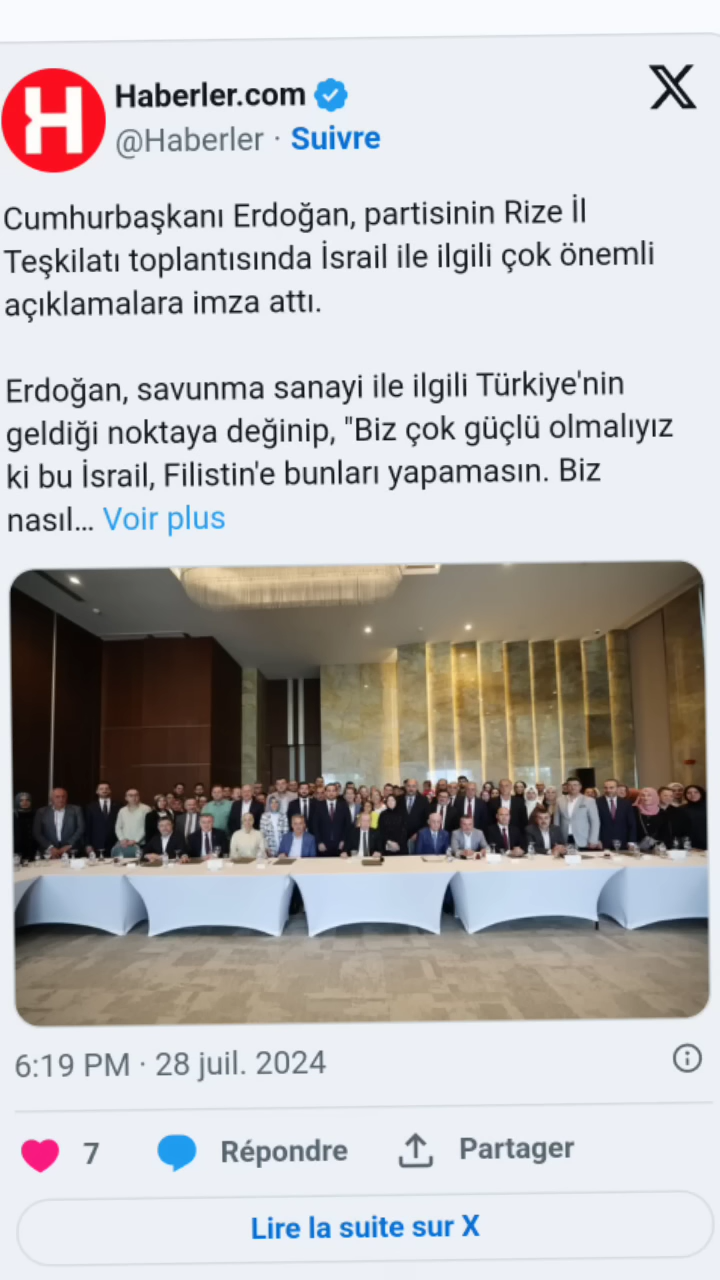 Haberler.com
X
@Haberler · Suivre
Cumhurbaşkanı Erdoğan, partisinin Rize İl
Teşkilatı toplantısında İsrail ile ilgili çok önemli
açıklamalara imza attı.
Erdoğan, savunma sanayi ile ilgili Türkiye'nin
geldiği noktaya değinip, "Biz çok güçlü olmalıyız
ki bu İsrail, Filistin'e bunları yapamasın. Biz
nasıl... Voir plus
6:19 PM · 28 juil. 2024
7 Répondre Partager
Lire la suite sur X